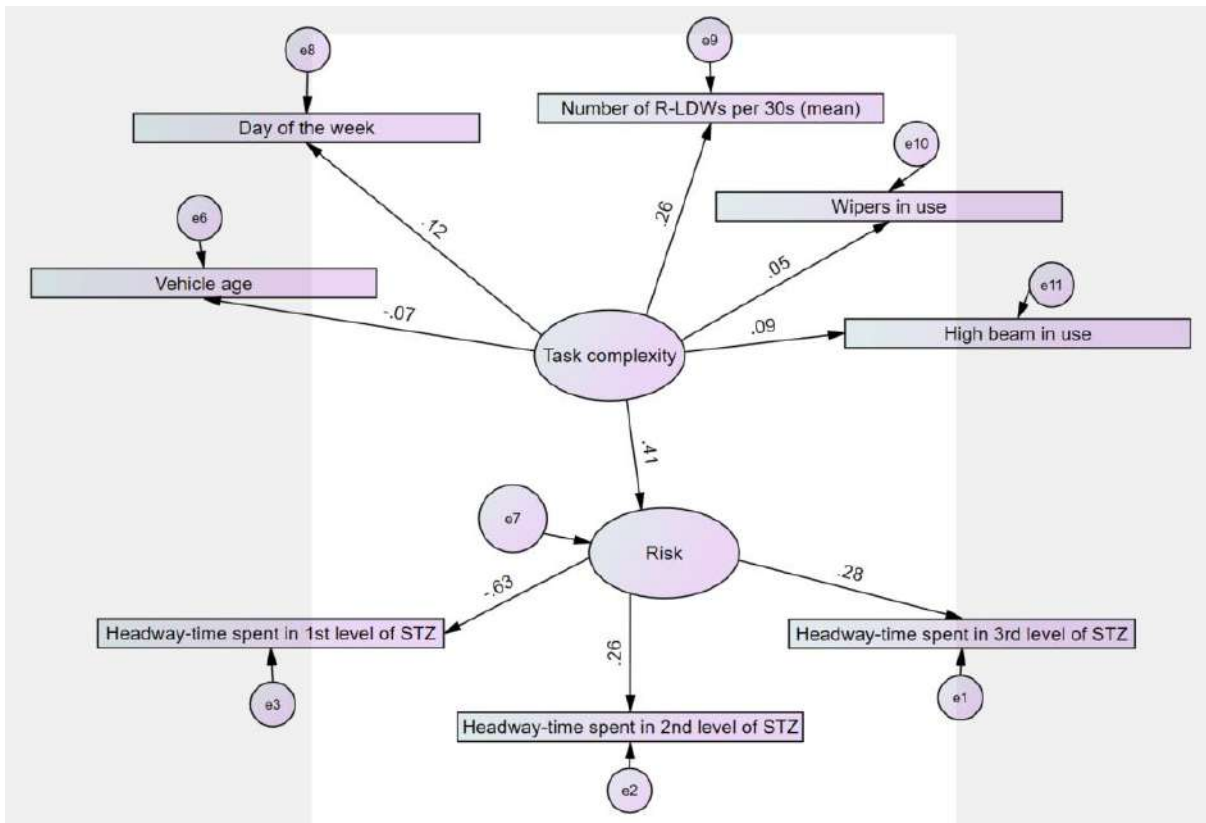 e8
e9
Day of the week
Number of R-LDWs per 30s (mean)
e10
Wipers in use
e6
Vehicle age
.12
.26
.05
e11
High beam in use
-.07
.09
Task complexity
.41
e7
Risk
-.63
.26
.28
Headway-time spent in 1st level of STZ
Headway-time spent in 3rd level of STZ
e3
e1
Headway-time spent in 2nd level of STZ
e2